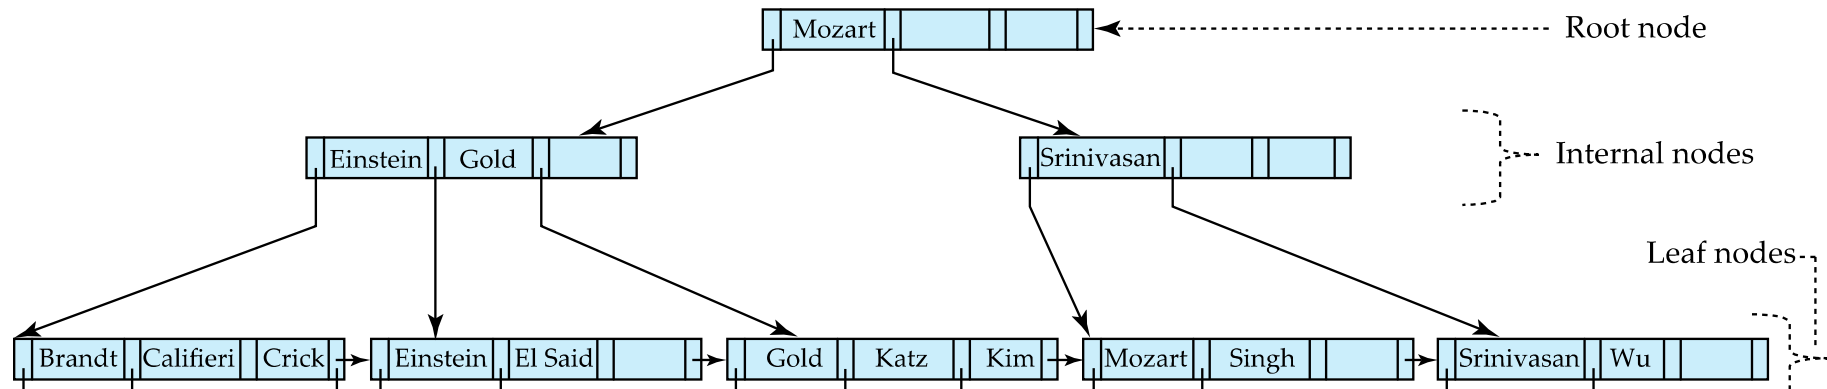 Mozart
Root node
Einstein Gold
Srinivasan
Internal nodes
Leaf nodes
Brandt Califieri Crick
Einstein El Said
Gold Katz Kim
Mozart Singh
Srinivasan Wu